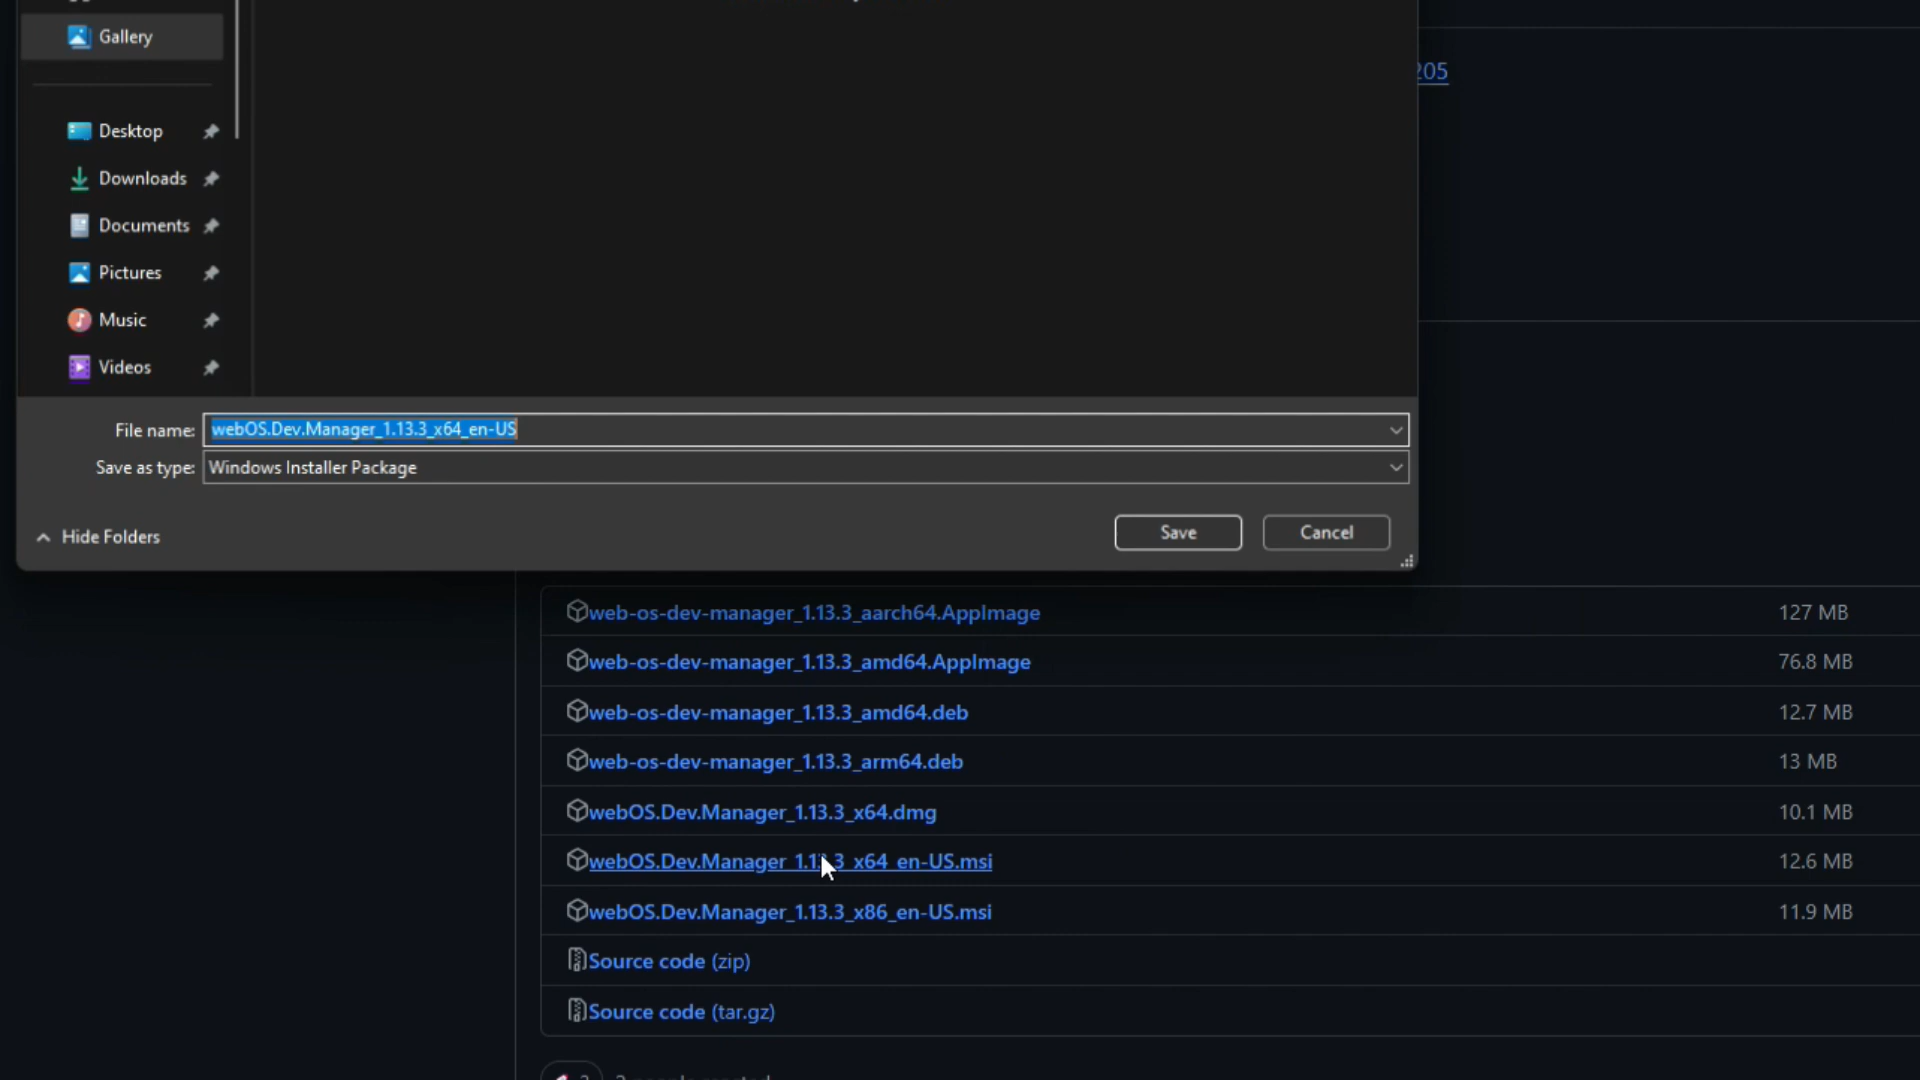 Gallery
205
Desktop
Downloads
Documents
Pictures
Music
Videos
File name: webOS.Dev.Manager_1.13.3_x64_en-US
Save as type: Windows Installer Package
Hide Folders
Save
Cancel
web-os-dev-manager_1.13.3_aarch64.AppImage 127 MB
web-os-dev-manager_1.13.3_amd64.AppImage 76.8 MB
web-os-dev-manager_1.13.3_amd64.deb 12.7 MB
web-os-dev-manager_1.13.3_arm64.deb 13 MB
webOS.Dev.Manager_1.13.3_x64.dmg 10.1 MB
webOS.Dev.Manager_1.13.3_x64_en-US.msi 12.6 MB
webOS.Dev.Manager_1.13.3_x86_en-US.msi 11.9 MB
Source code (zip)
Source code (tar.gz)